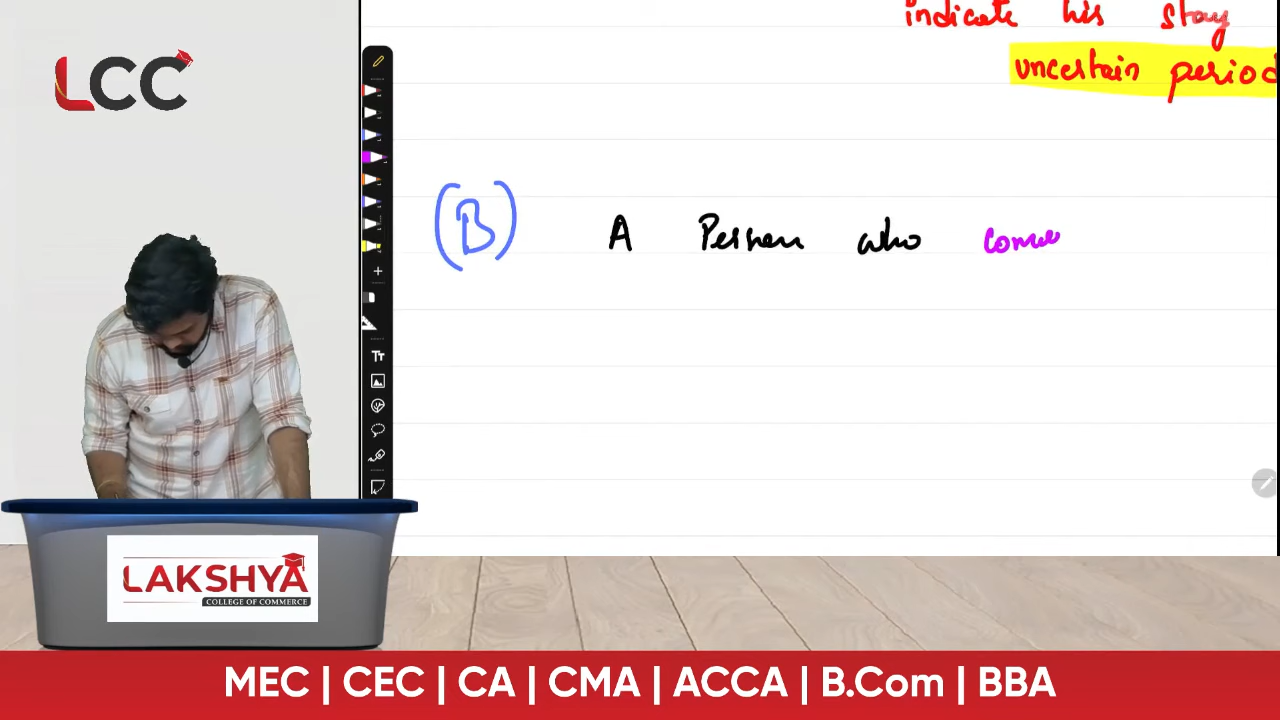 indicate his stay
uncertain period
LCC
(B) A Person who come
TT
LAKSHYA
COLLEGE OF COMMERCE
MEC | CEC | CA | CMA | ACCA | B.Com | BBA